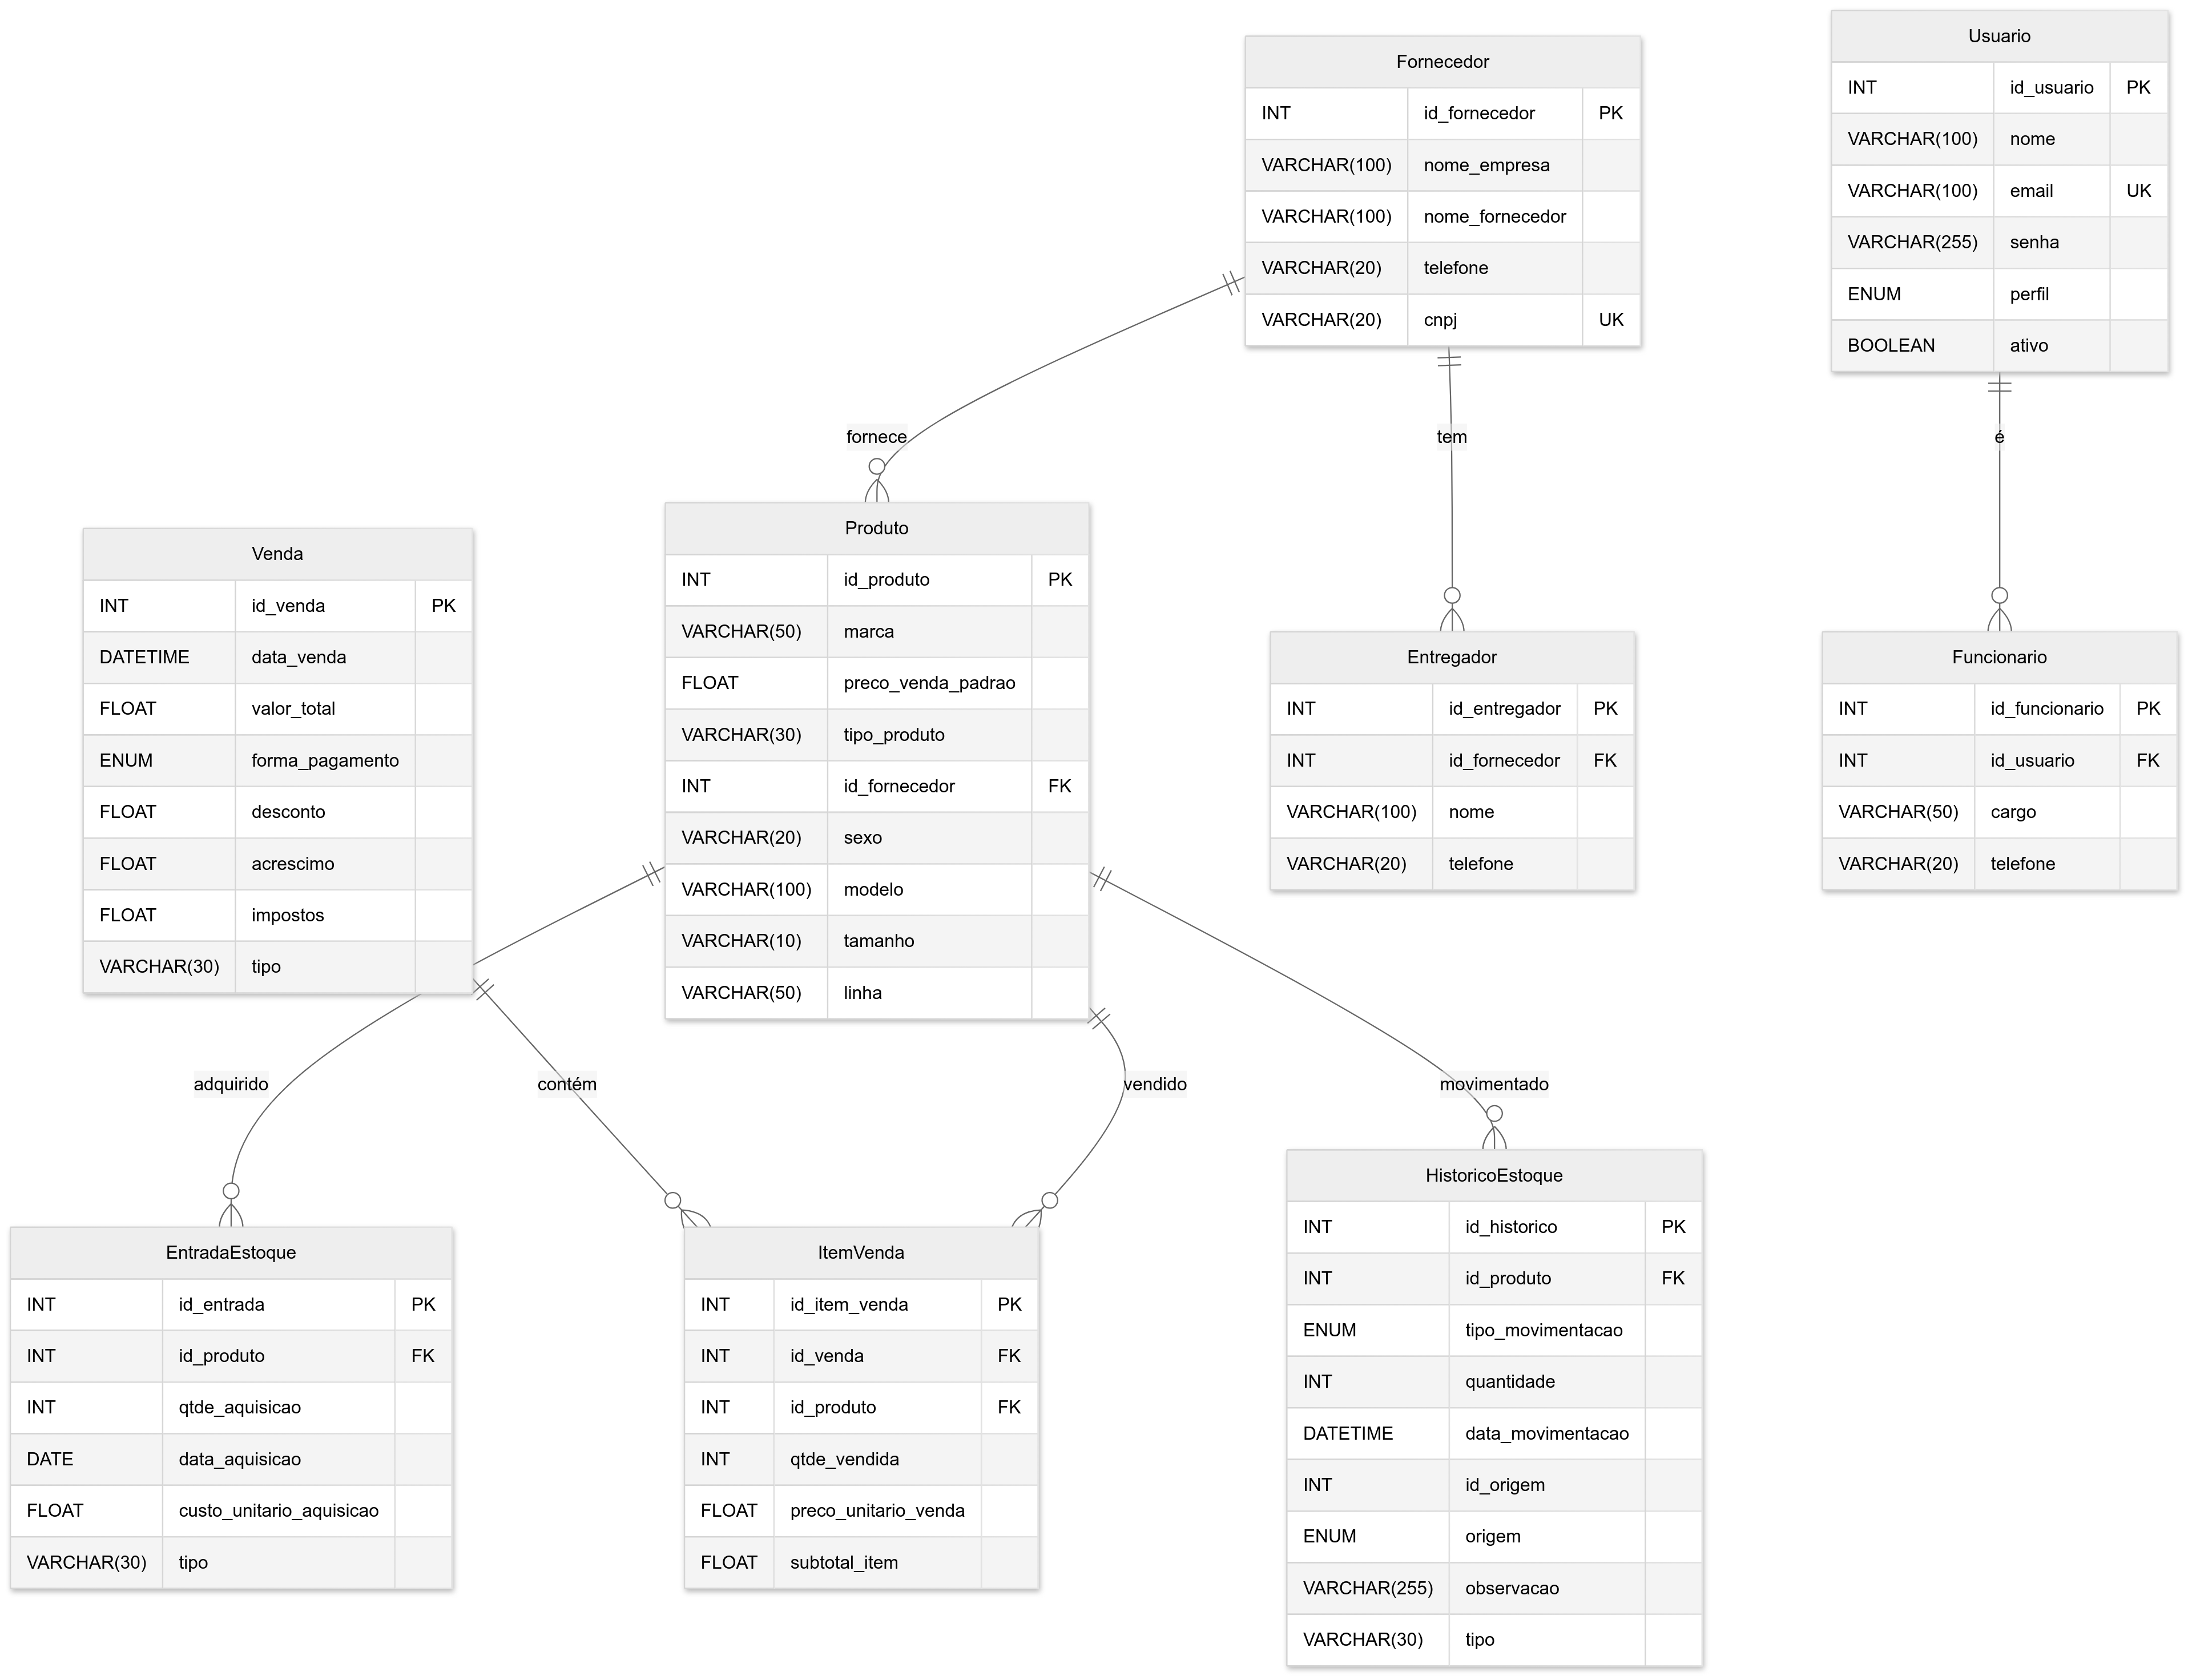 Usuario
INT id_usuario PK
VARCHAR(100) nome
VARCHAR(100) email UK
VARCHAR(255) senha
ENUM perfil
BOOLEAN ativo
Fornecedor
INT id_fornecedor PK
VARCHAR(100) nome_empresa
VARCHAR(100) nome_fornecedor
VARCHAR(20) telefone
VARCHAR(20) cnpj UK
fornece
tem
é
Venda
INT id_venda PK
DATETIME data_venda
FLOAT valor_total
ENUM forma_pagamento
FLOAT desconto
FLOAT acrescimo
FLOAT impostos
VARCHAR(30) tipo
Produto
INT id_produto PK
VARCHAR(50) marca
FLOAT preco_venda_padrao
VARCHAR(30) tipo_produto
INT id_fornecedor FK
VARCHAR(20) sexo
VARCHAR(100) modelo
VARCHAR(10) tamanho
VARCHAR(50) linha
Entregador
INT id_entregador PK
INT id_fornecedor FK
VARCHAR(100) nome
VARCHAR(20) telefone
Funcionario
INT id_funcionario PK
INT id_usuario FK
VARCHAR(50) cargo
VARCHAR(20) telefone
adquirido
contém
vendido
movimentado
EntradaEstoque
INT id_entrada PK
INT id_produto FK
INT qtde_aquisicao
DATE data_aquisicao
FLOAT custo_unitario_aquisicao
VARCHAR(30) tipo
ItemVenda
INT id_item_venda PK
INT id_venda FK
INT id_produto FK
INT qtde_vendida
FLOAT preco_unitario_venda
FLOAT subtotal_item
HistoricoEstoque
INT id_historico PK
INT id_produto FK
ENUM tipo_movimentacao
INT quantidade
DATETIME data_movimentacao
INT id_origem
ENUM origem
VARCHAR(255) observacao
VARCHAR(30) tipo